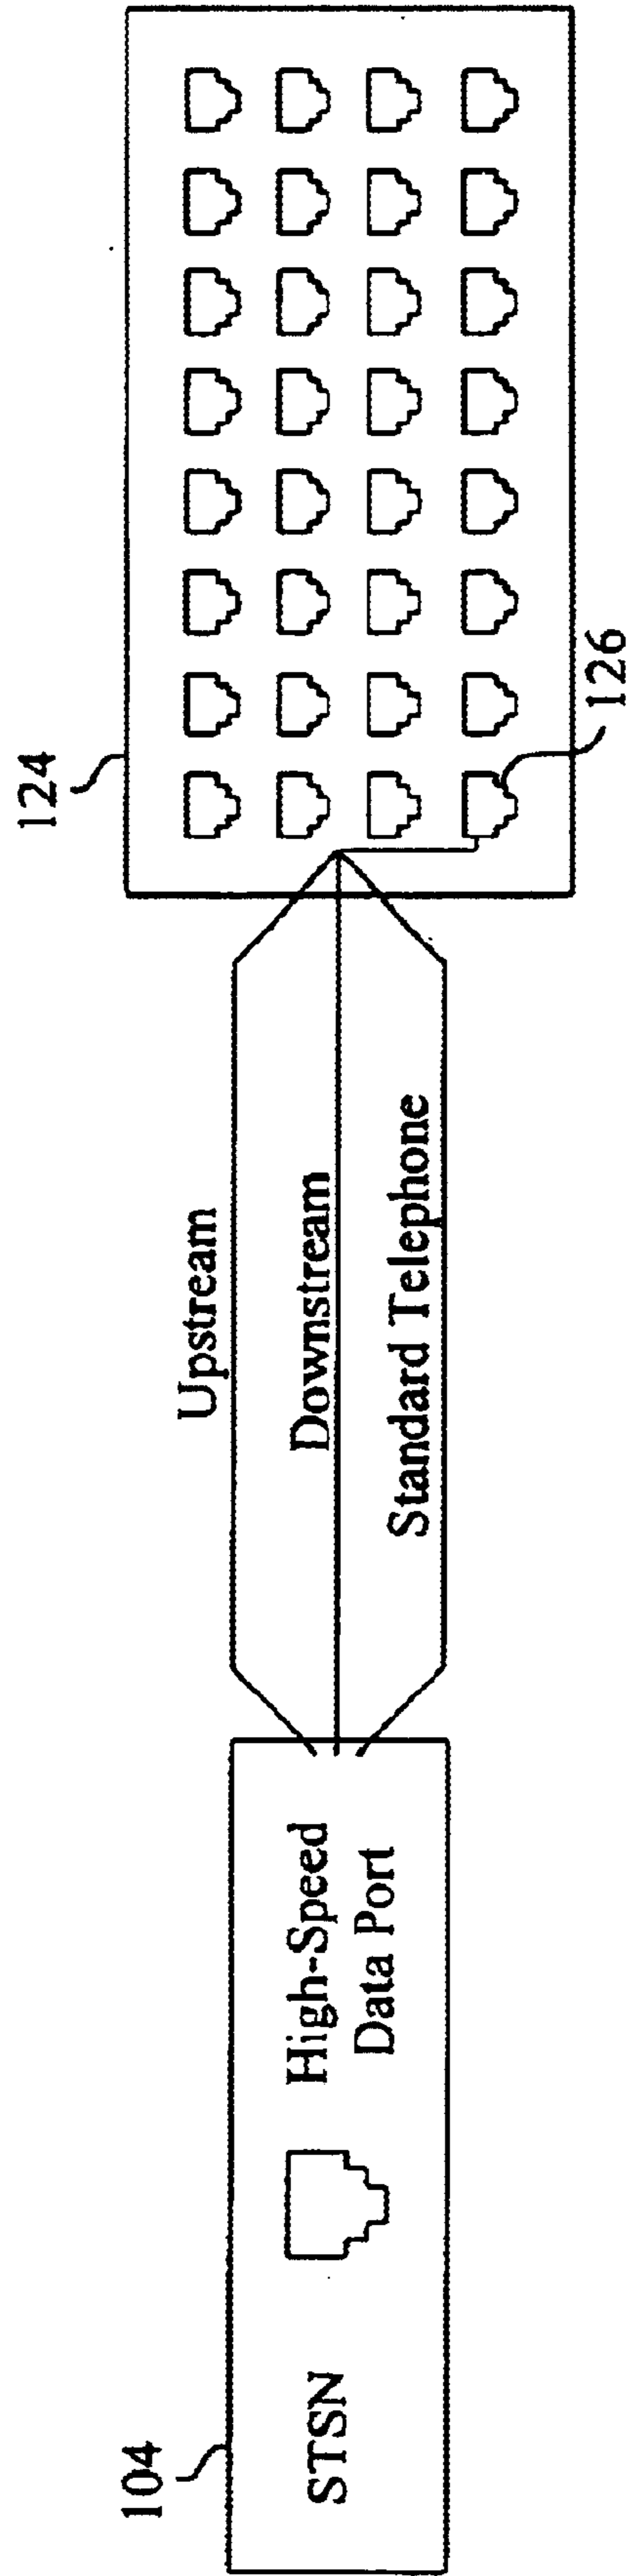 104
STSN
High-Speed
Data Port
Upstream
Downstream
Standard Telephone
124
126